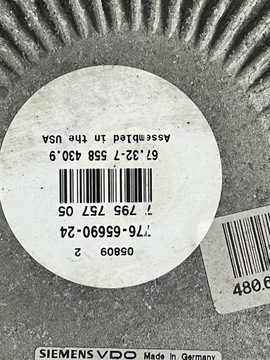 05809 2
776-65690-24
7 795 757 05
67.32-7 558 430.9
Assembled in the USA
480.6
SIEMENS VDO Made in Germany